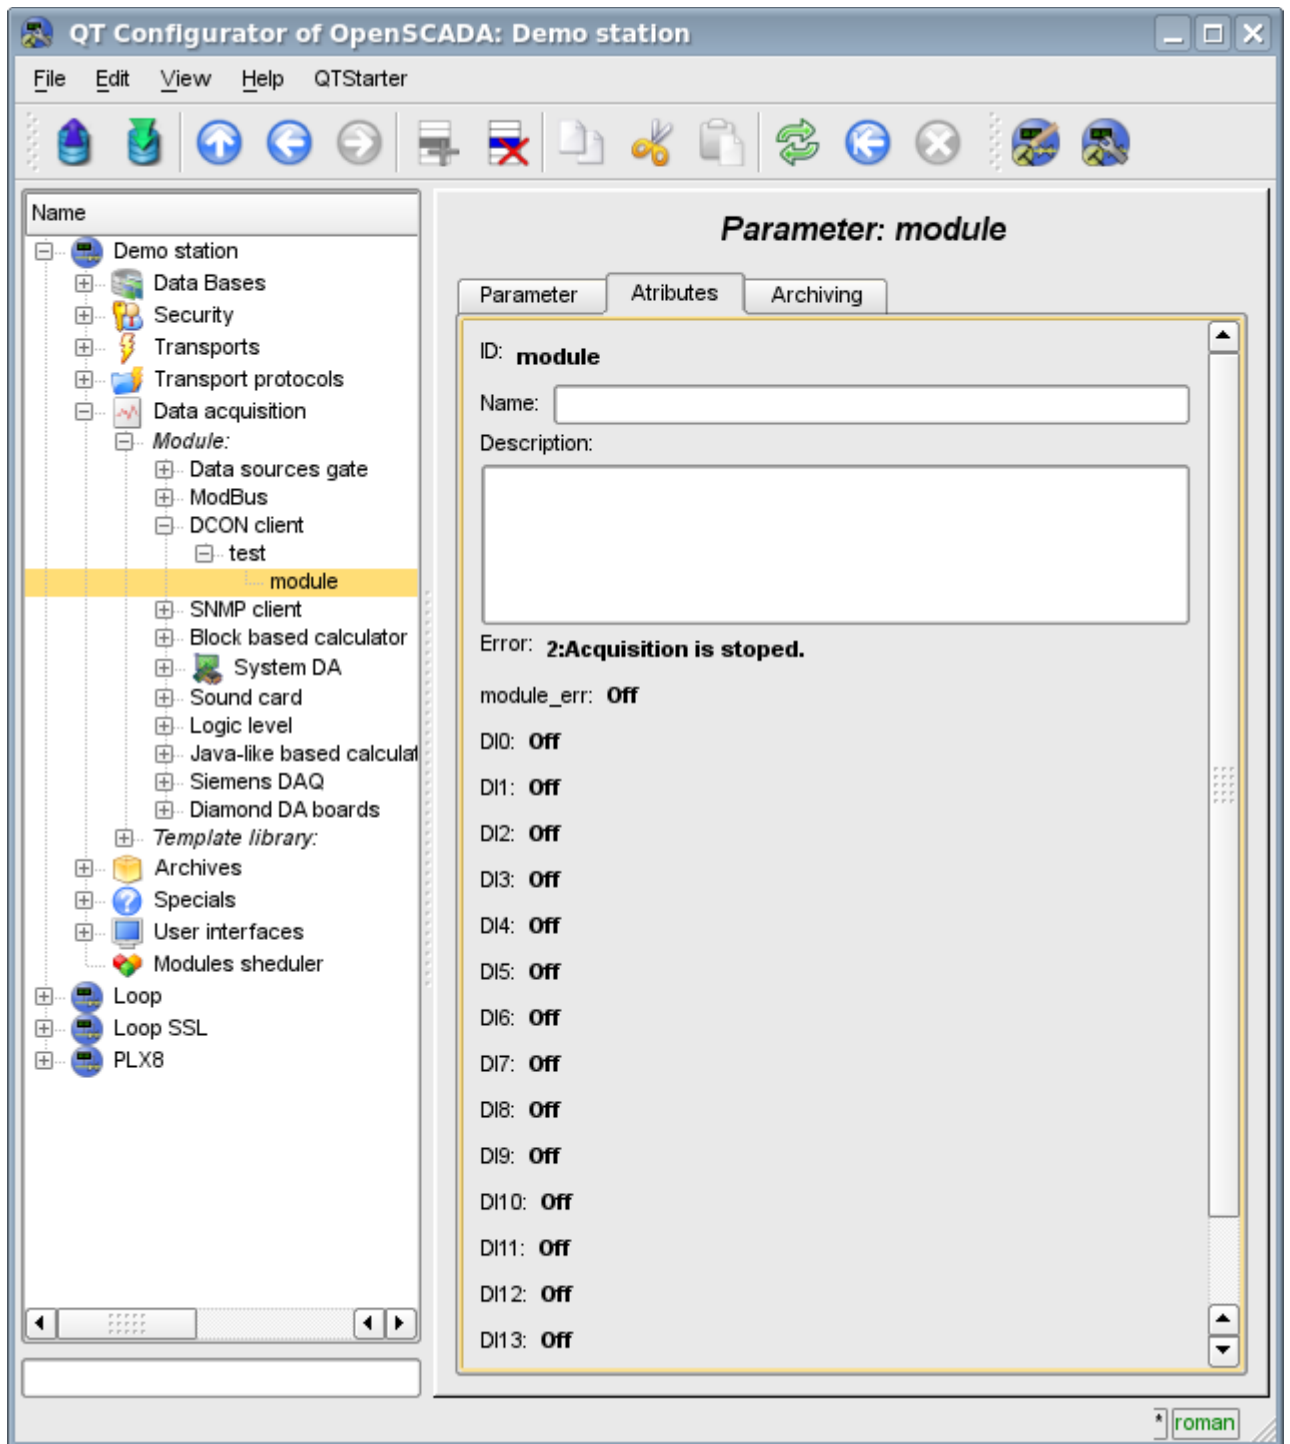 QT Configurator of OpenSCADA: Demo station
File Edit View Help QTStarter
Name
Demo station
Data Bases
Security
Transports
Transport protocols
Data acquisition
Module:
Data sources gate
ModBus
DCON client
test
module
SNMP client
Block based calculator
System DA
Sound card
Logic level
Java-like based calculat
Siemens DAQ
Diamond DA boards
Template library:
Archives
Specials
User interfaces
Modules sheduler
Loop
Loop SSL
PLX8
Parameter: module
Parameter Atributes Archiving
ID: module
Name:
Description:
Error: 2:Acquisition is stoped.
module_err: Off
DI0: Off
DI1: Off
DI2: Off
DI3: Off
DI4: Off
DI5: Off
DI6: Off
DI7: Off
DI8: Off
DI9: Off
DI10: Off
DI11: Off
DI12: Off
DI13: Off
* roman